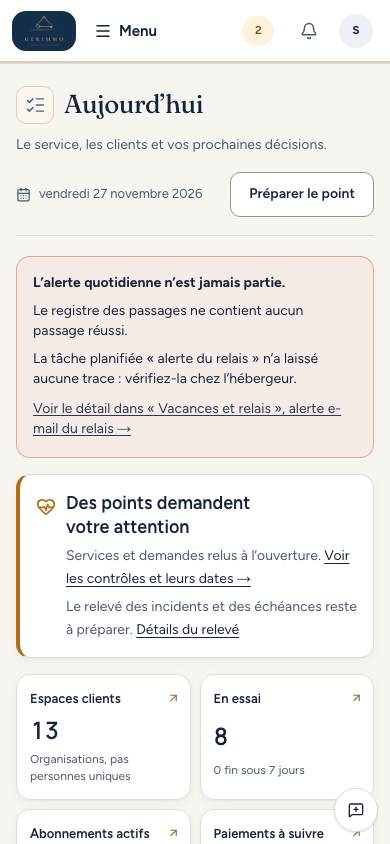 GERIMMO
Menu
2
S
Aujourd’hui
Le service, les clients et vos prochaines décisions.
vendredi 27 novembre 2026
Préparer le point
L’alerte quotidienne n’est jamais partie.
Le registre des passages ne contient aucun
passage réussi.
La tâche planifiée « alerte du relais » n’a laissé
aucune trace : vérifiez-la chez l’hébergeur.
Voir le détail dans « Vacances et relais », alerte e-
mail du relais →
Des points demandent
votre attention
Services et demandes relus à l’ouverture. Voir
les contrôles et leurs dates →
Le relevé des incidents et des échéances reste
à préparer. Détails du relevé
Espaces clients
13
Organisations, pas
personnes uniques
En essai
8
0 fin sous 7 jours
Abonnements actifs
Paiements à suivre